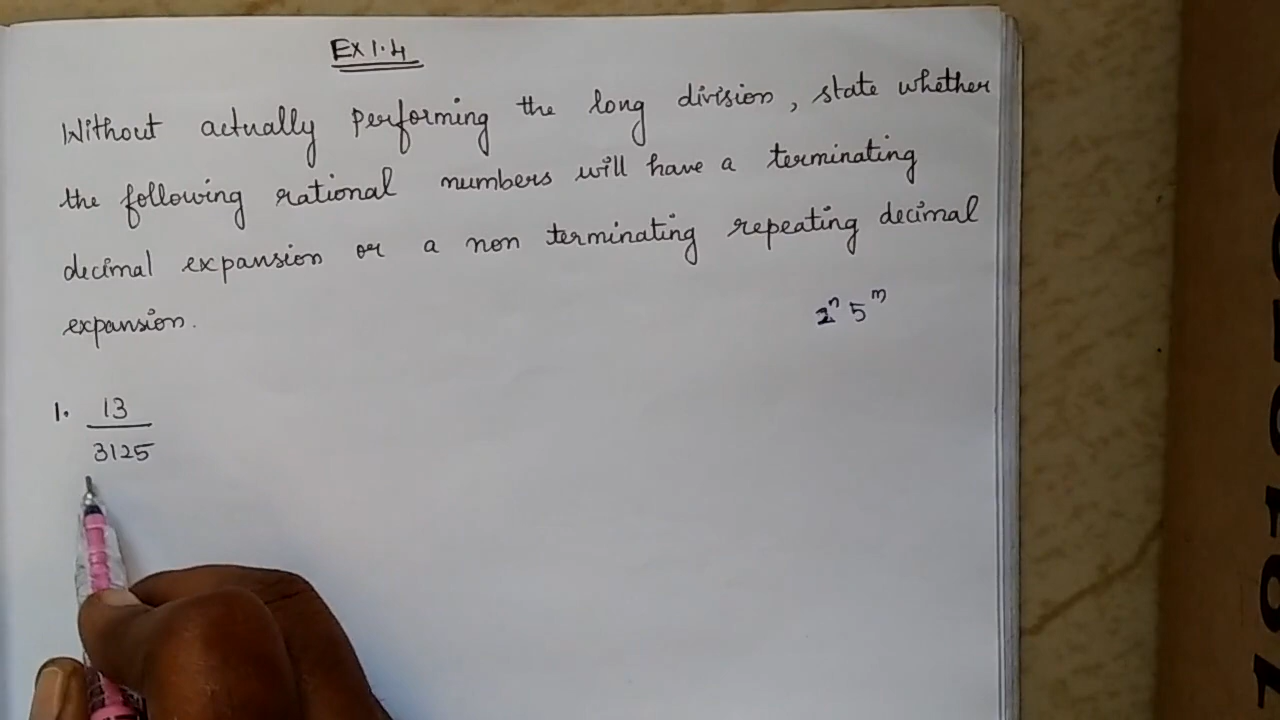 Ex 1.4
Without actually performing the long division, state whether
the following rational numbers will have a terminating
decimal expansion or a non terminating repeating decimal
expansion.
2ⁿ 5ᵐ
1. 13
3125